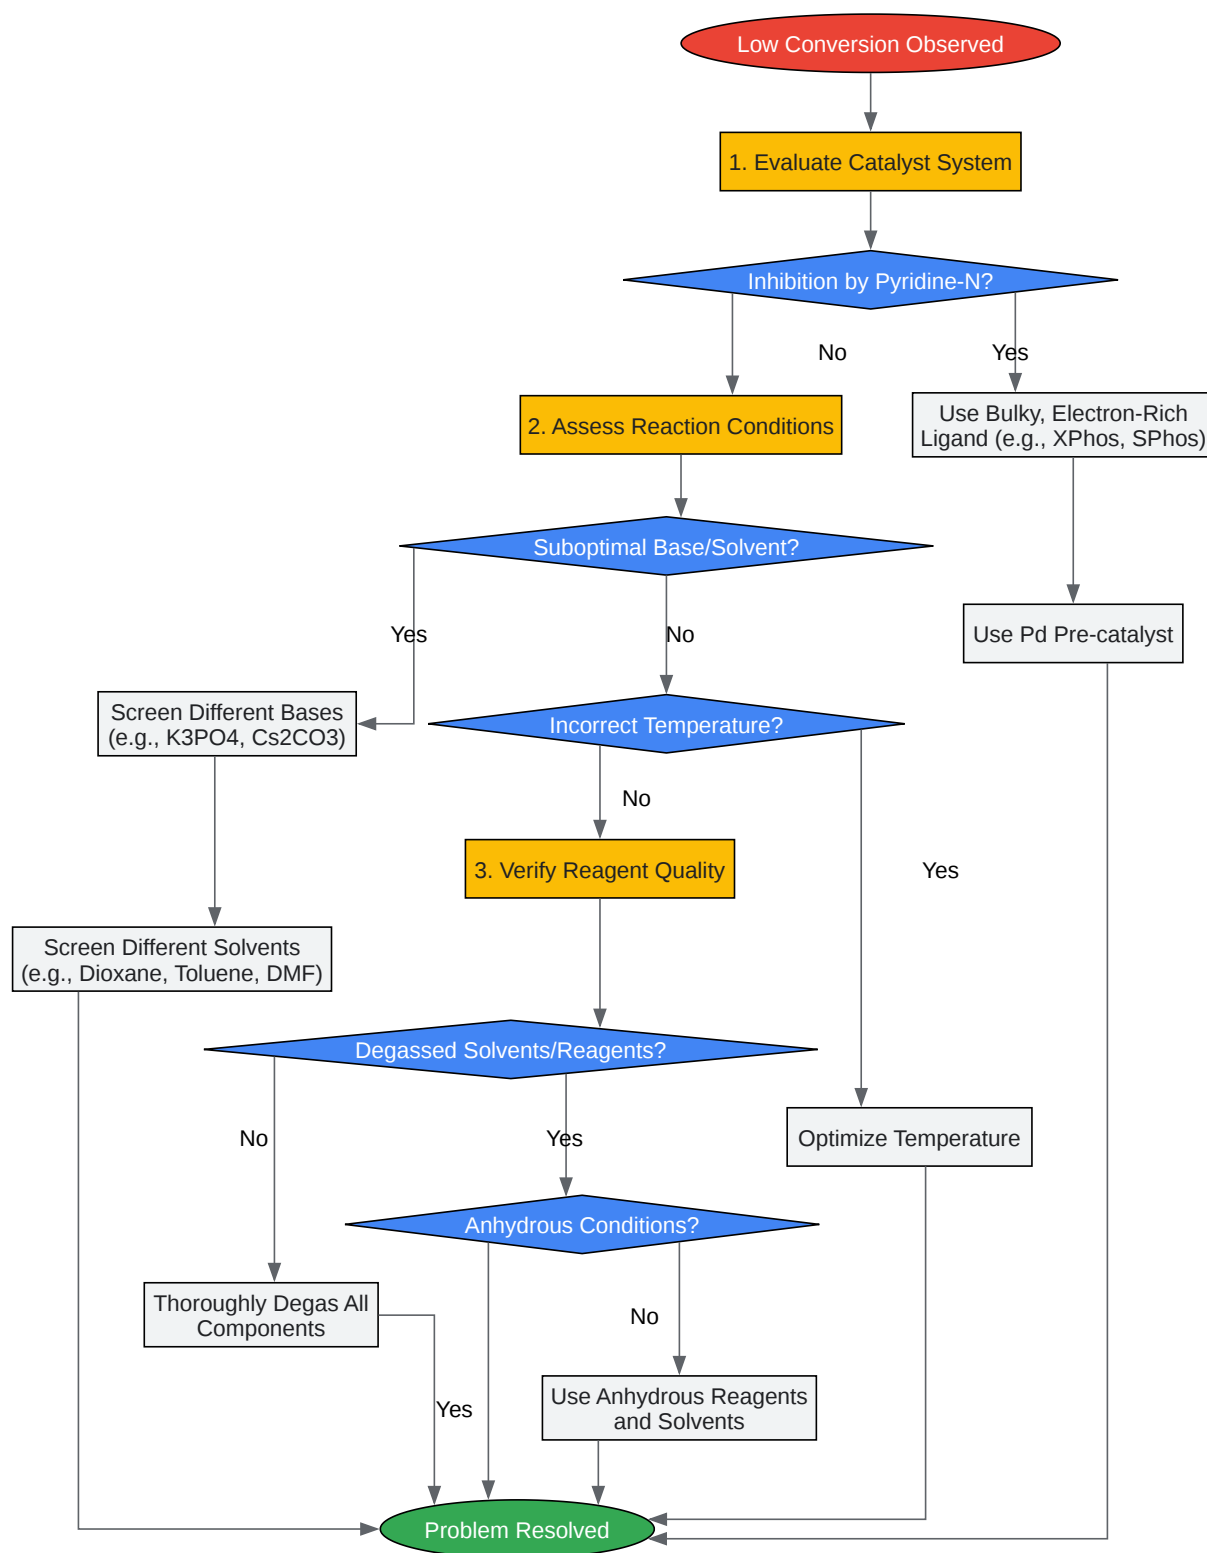 Low Conversion Observed
1. Evaluate Catalyst System
Inhibition by Pyridine-N?
No
Yes
2. Assess Reaction Conditions
Use Bulky, Electron-Rich
Ligand (e.g., XPhos, SPhos)
Suboptimal Base/Solvent?
Yes
No
Use Pd Pre-catalyst
Screen Different Bases
(e.g., K3PO4, Cs2CO3)
Incorrect Temperature?
No
Yes
3. Verify Reagent Quality
Screen Different Solvents
(e.g., Dioxane, Toluene, DMF)
Degassed Solvents/Reagents?
No
Yes
Optimize Temperature
Anhydrous Conditions?
Thoroughly Degas All
Components
No
Yes
Use Anhydrous Reagents
and Solvents
Problem Resolved